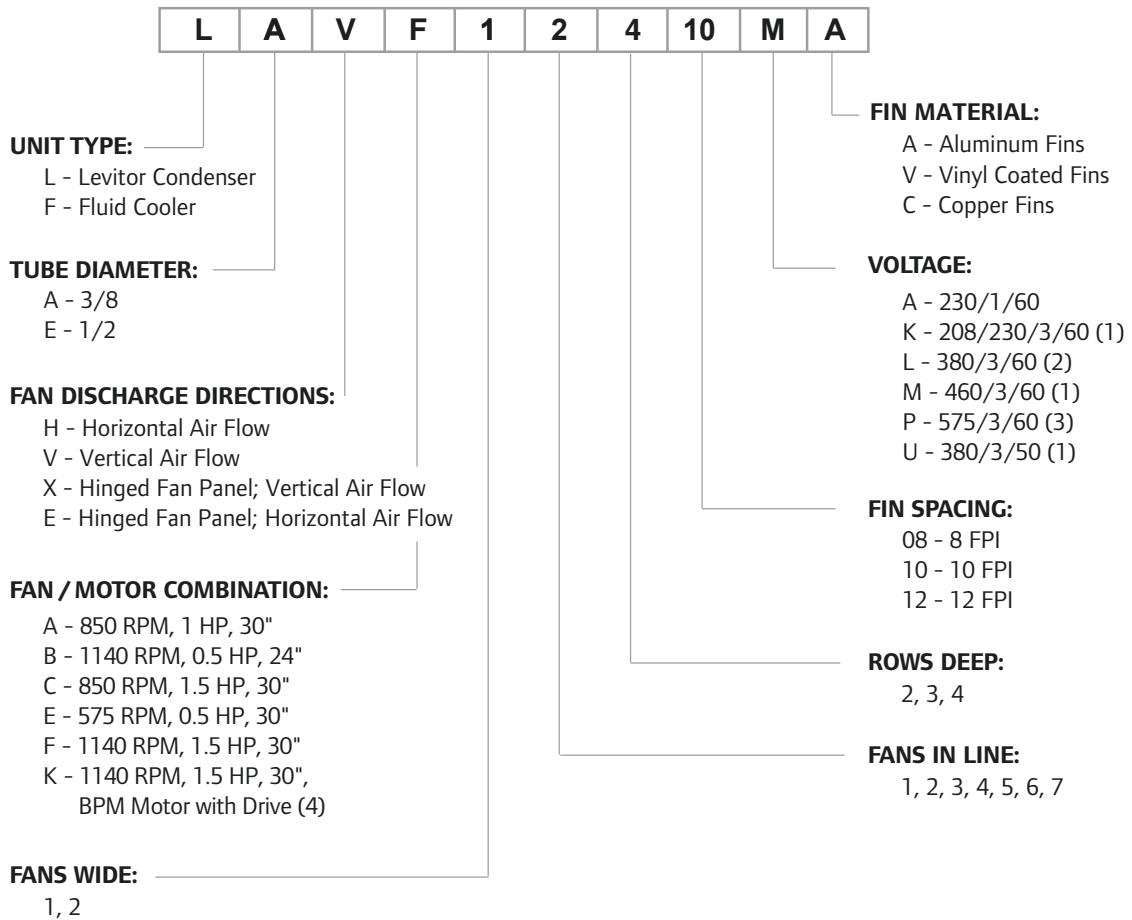 L A V F 1 2 4 10 M A
UNIT TYPE:
L - Levitor Condenser
F - Fluid Cooler
TUBE DIAMETER:
A - 3/8
E - 1/2
FAN DISCHARGE DIRECTIONS:
H - Horizontal Air Flow
V - Vertical Air Flow
X - Hinged Fan Panel; Vertical Air Flow
E - Hinged Fan Panel; Horizontal Air Flow
FAN / MOTOR COMBINATION:
A - 850 RPM, 1 HP, 30"
B - 1140 RPM, 0.5 HP, 24"
C - 850 RPM, 1.5 HP, 30"
E - 575 RPM, 0.5 HP, 30"
F - 1140 RPM, 1.5 HP, 30"
K - 1140 RPM, 1.5 HP, 30",
BPM Motor with Drive (4)
FANS WIDE:
1, 2
FIN MATERIAL:
A - Aluminum Fins
V - Vinyl Coated Fins
C - Copper Fins
VOLTAGE:
A - 230/1/60
K - 208/230/3/60 (1)
L - 380/3/60 (2)
M - 460/3/60 (1)
P - 575/3/60 (3)
U - 380/3/50 (1)
FIN SPACING:
08 - 8 FPI
10 - 10 FPI
12 - 12 FPI
ROWS DEEP:
2, 3, 4
FANS IN LINE:
1, 2, 3, 4, 5, 6, 7